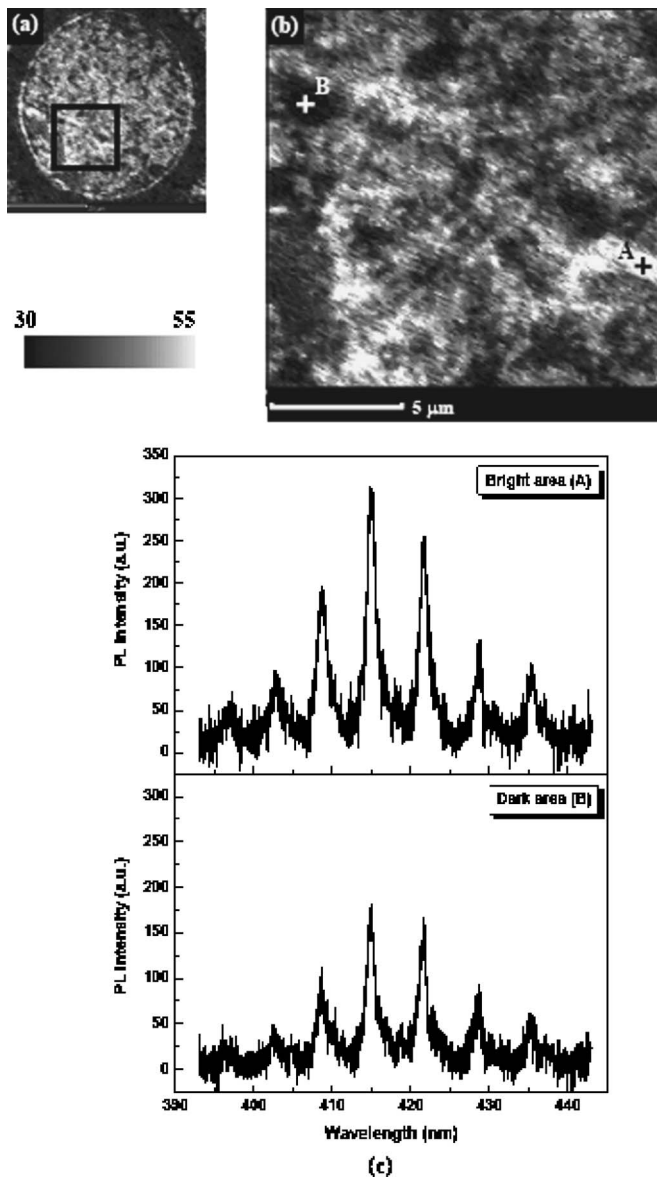 (a)
(b)
B
A
30 55
5 μm
350
300
250
200
150
100
50
0
PL Intensity (a.u.)
Bright area (A)
300
250
200
150
100
50
0
PL Intensity (a.u.)
Dark area (B)
390 400 410 420 430 440
Wavelength (nm)
(c)